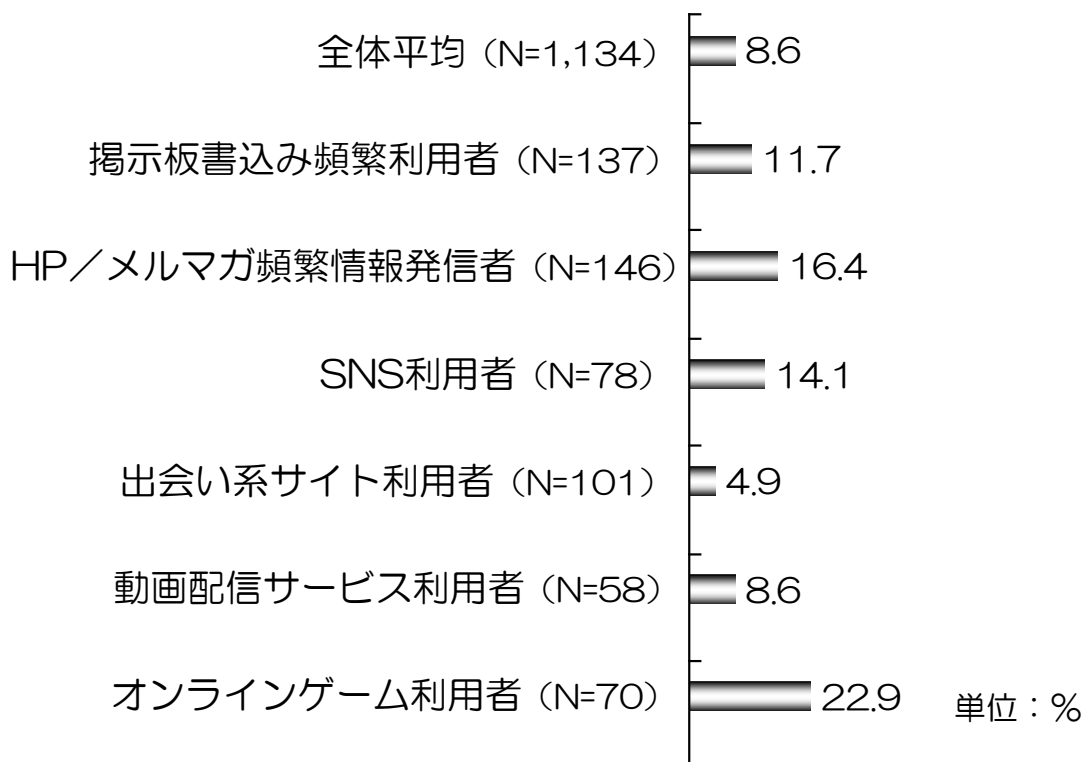 全体平均（N=1,134） 8.6
掲示板書込み頻繁利用者（N=137） 11.7
HP／メルマガ頻繁情報発信者（N=146） 16.4
SNS利用者（N=78） 14.1
出会い系サイト利用者（N=101） 4.9
動画配信サービス利用者（N=58） 8.6
オンラインゲーム利用者（N=70） 22.9 単位：％